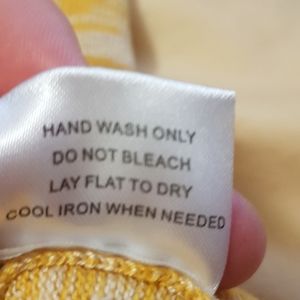 HAND WASH ONLY
DO NOT BLEACH
LAY FLAT TO DRY
COOL IRON WHEN NEEDED